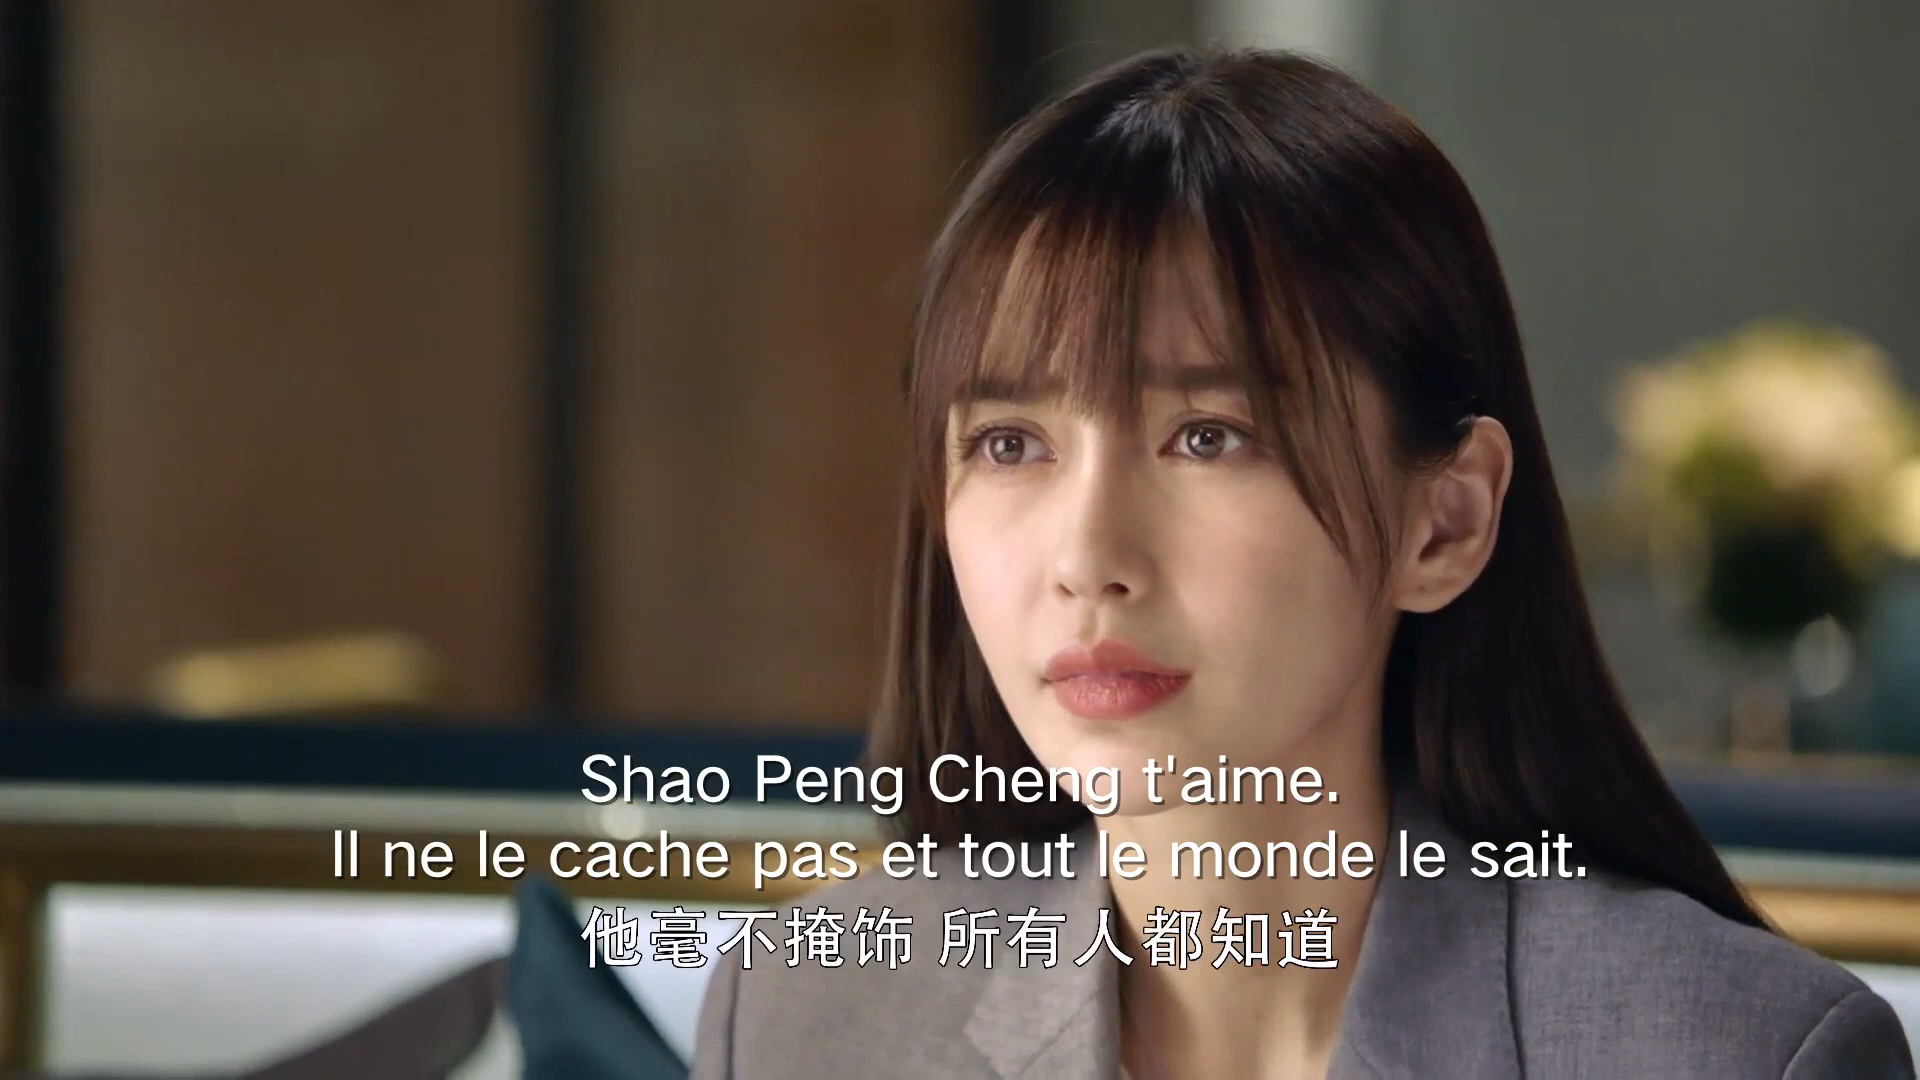 Shao Peng Cheng t'aime.
Il ne le cache pas et tout le monde le sait.
他毫不掩饰 所有人都知道